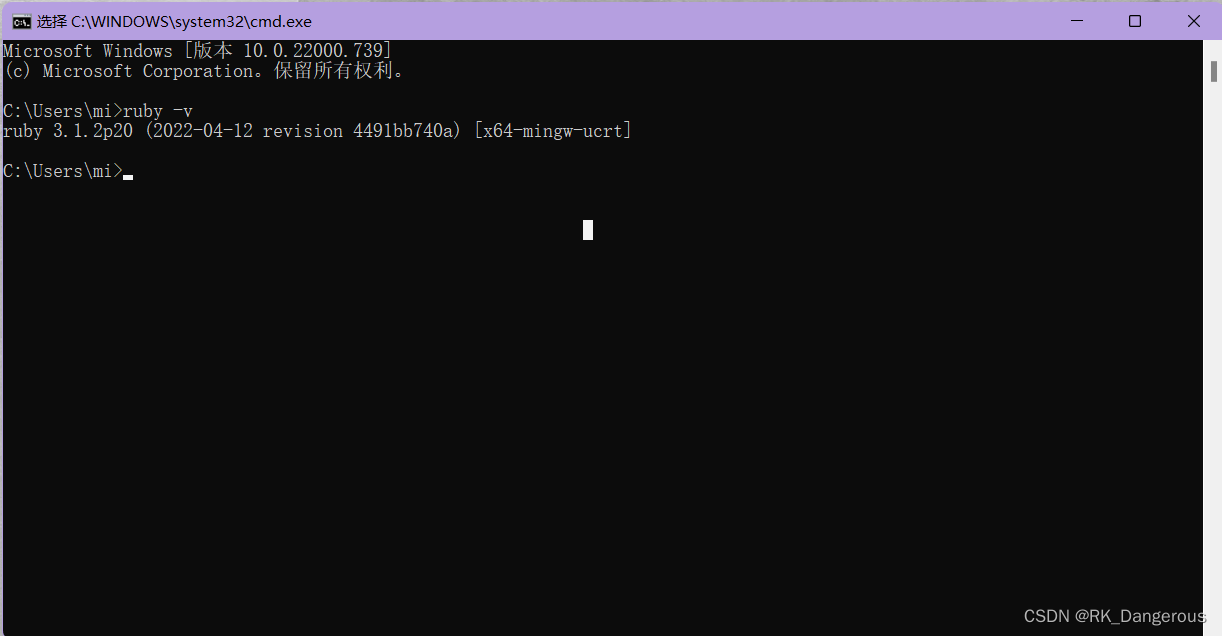 选择 C:\WINDOWS\system32\cmd.exe
Microsoft Windows [版本 10.0.22000.739]
(c) Microsoft Corporation。保留所有权利。
C:\Users\mi>ruby -v
ruby 3.1.2p20 (2022-04-12 revision 4491bb740a) [x64-mingw-ucrt]
C:\Users\mi>
CSDN @RK_Dangerous